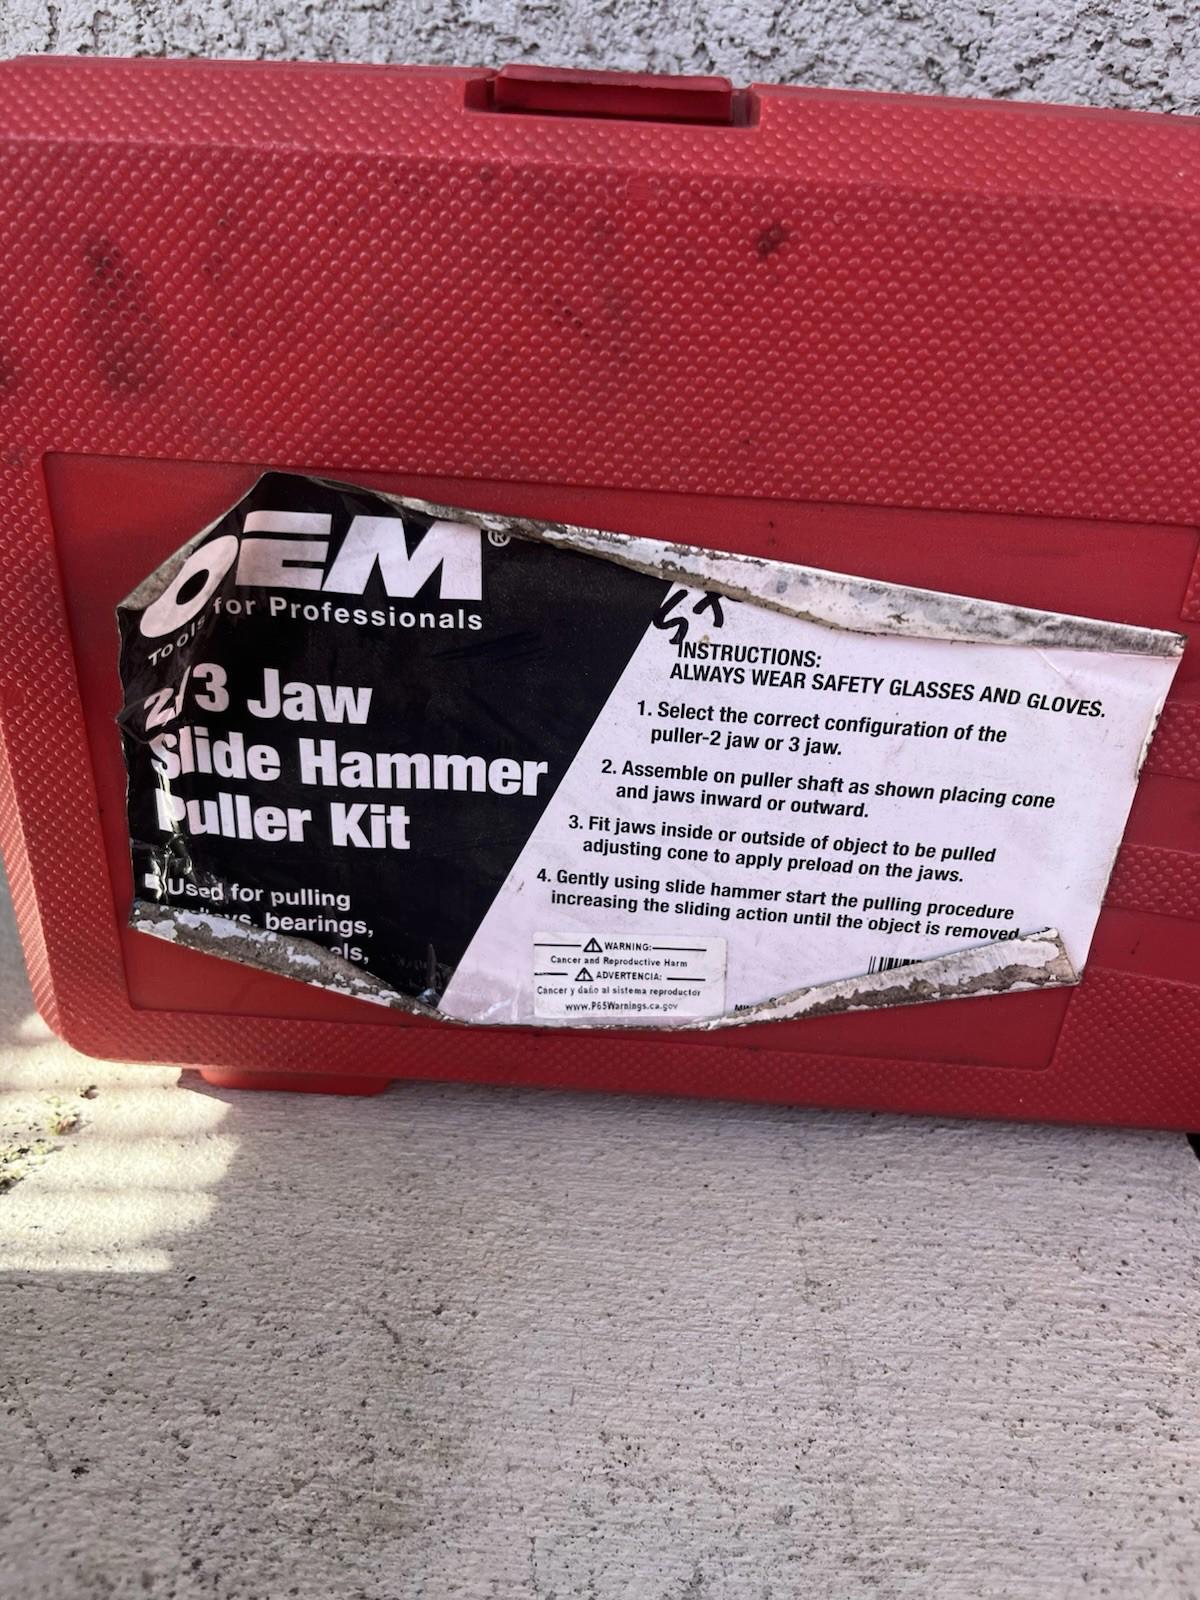 OEM®
Tools for Professionals
2/3 Jaw
Slide Hammer
Puller Kit
Used for pulling
bearings,
INSTRUCTIONS:
ALWAYS WEAR SAFETY GLASSES AND GLOVES.
1. Select the correct configuration of the
puller-2 jaw or 3 jaw.
2. Assemble on puller shaft as shown placing cone
and jaws inward or outward.
3. Fit jaws inside or outside of object to be pulled
adjusting cone to apply preload on the jaws.
4. Gently using slide hammer start the pulling procedure
increasing the sliding action until the object is removed
WARNING:
Cancer and Reproductive Harm
ADVERTENCIA:
Cancer y daño al sistema reproductor
www.P65Warnings.ca.gov